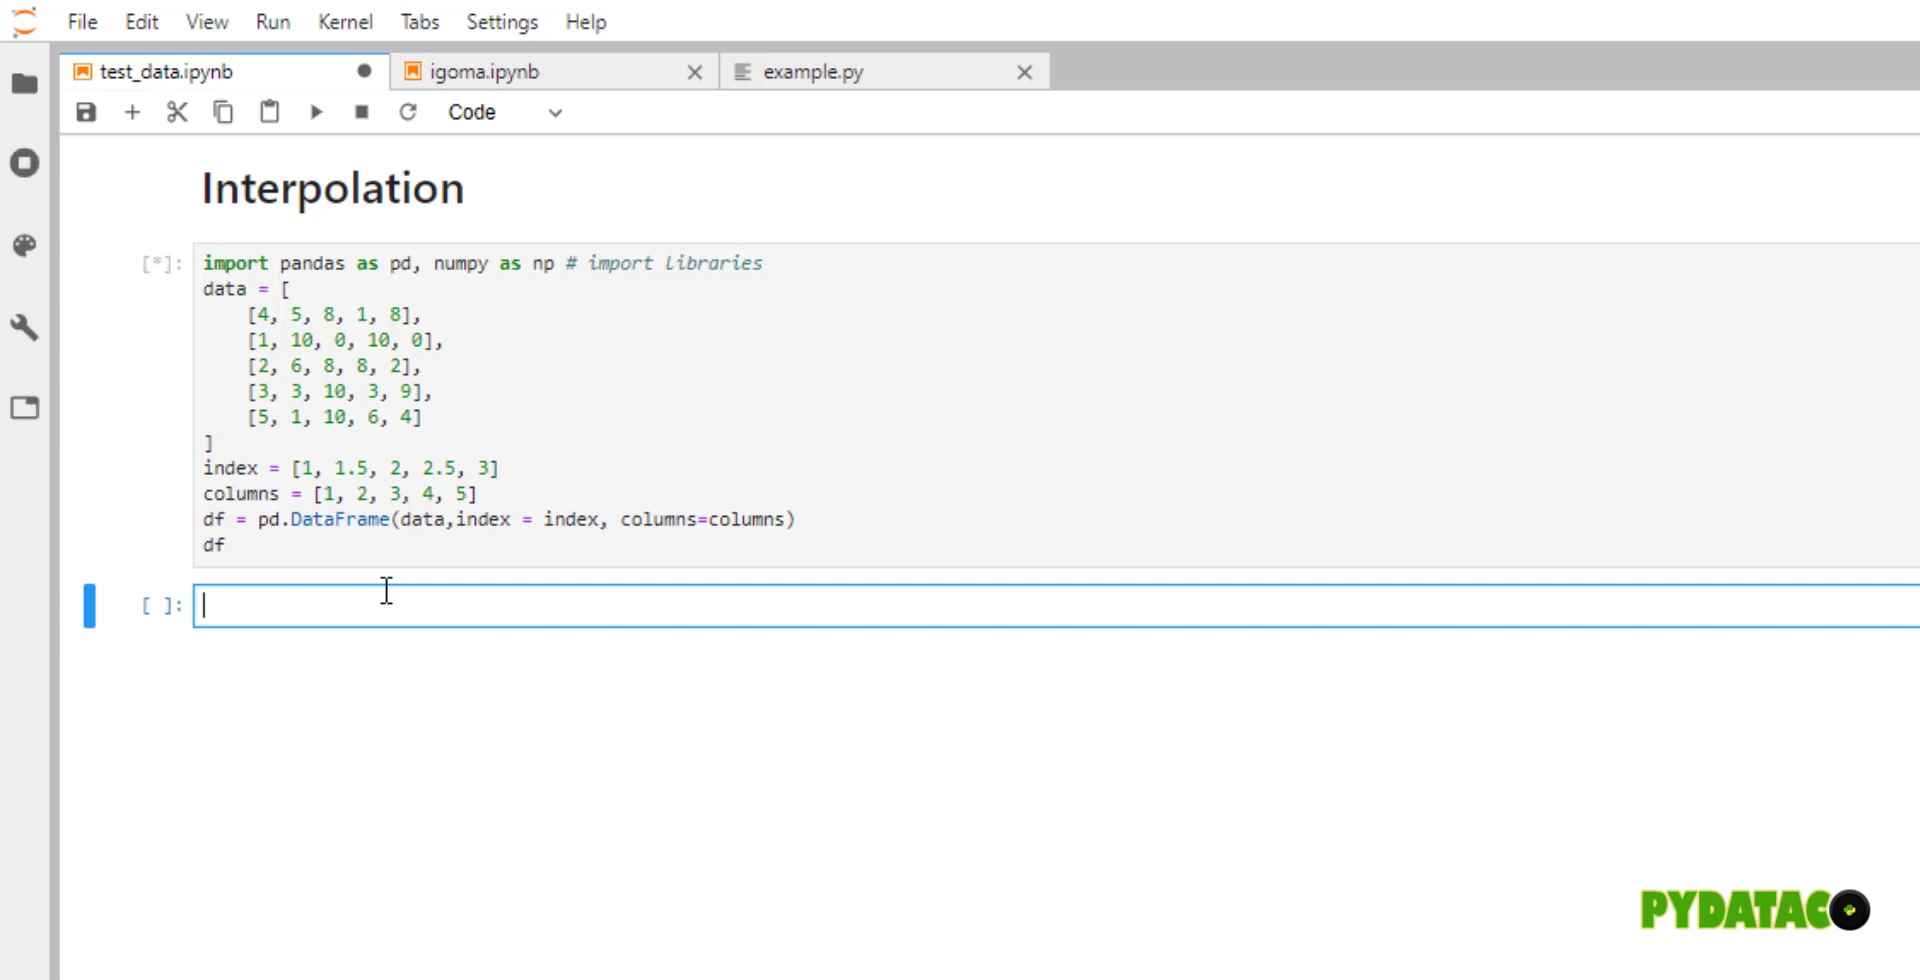 File Edit View Run Kernel Tabs Settings Help
test_data.ipynb igoma.ipynb example.py
Code
Interpolation
[*]: import pandas as pd, numpy as np # import libraries
data = [
[4, 5, 8, 1, 8],
[1, 10, 0, 10, 0],
[2, 6, 8, 8, 2],
[3, 3, 10, 3, 9],
[5, 1, 10, 6, 4]
]
index = [1, 1.5, 2, 2.5, 3]
columns = [1, 2, 3, 4, 5]
df = pd.DataFrame(data,index = index, columns=columns)
df
[ ]:
PYDATACO